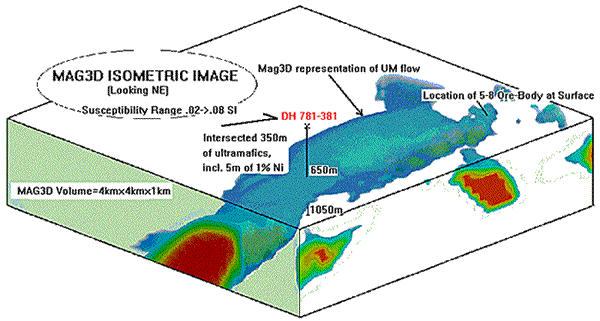 MAG3D ISOMETRIC IMAGE
(Looking NE)
Susceptibility Range .02->.08 SI
Mag3D representation of UM flow
Location of 5-8 Ore-Body at Surface
DH 781-381
Intersected 350m
of ultramafics,
incl. 5m of 1% Ni
650m
MAG3D Volume=4kmx4kmx1km
1050m